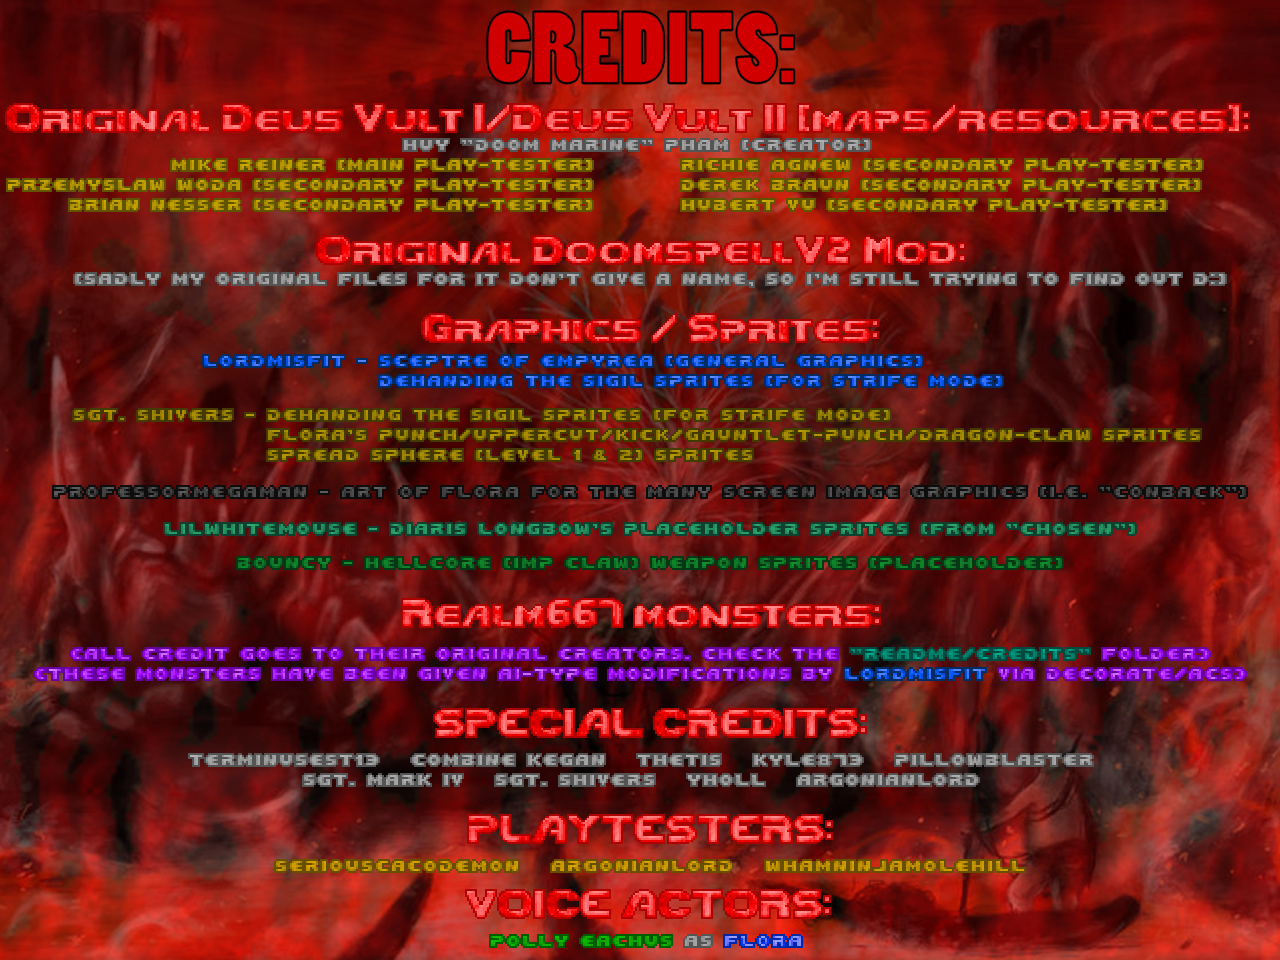 CREDITS:
ORIGINAL DEUS VULT I/DEUS VULT II [MAPS/RESOURCES]:
HUY "DOOM MARINE" PHAM (CREATOR)
MIKE REINER (MAIN PLAY-TESTER) RICHIE AGNEW (SECONDARY PLAY-TESTER)
PRZEMYSLAW WODA (SECONDARY PLAY-TESTER) DEREK BRAUN (SECONDARY PLAY-TESTER)
BRIAN NESSER (SECONDARY PLAY-TESTER) HUBERT VU (SECONDARY PLAY-TESTER)
ORIGINAL DOOMSPELLV2 MOD:
(SADLY MY ORIGINAL FILES FOR IT DON'T GIVE A NAME, SO I'M STILL TRYING TO FIND OUT D:)
GRAPHICS / SPRITES:
LORDMISFIT - SCEPTRE OF EMPYREA (GENERAL GRAPHICS)
DEHANDING THE SIGIL SPRITES (FOR STRIFE MODE)
SGT. SHIVERS - DEHANDING THE SIGIL SPRITES (FOR STRIFE MODE)
FLORA'S PUNCH/UPPERCUT/KICK/GAUNTLET-PUNCH/DRAGON-CLAW SPRITES
SPREAD SPHERE (LEVEL 1 & 2) SPRITES
PROFESSORMEGAMAN - ART OF FLORA FOR THE MANY SCREEN IMAGE GRAPHICS (I.E. "CONBACK")
LILWHITEMOUSE - DIARIS LONGBOW'S PLACEHOLDER SPRITES (FROM "CHOSEN")
BOUNCY - HELLCORE (IMP CLAW) WEAPON SPRITES (PLACEHOLDER)
REALM667 MONSTERS:
(ALL CREDIT GOES TO THEIR ORIGINAL CREATORS. CHECK THE "README/CREDITS" FOLDER)
(THESE MONSTERS HAVE BEEN GIVEN AI-TYPE MODIFICATIONS BY LORDMISFIT VIA DECORATE/ACS)
SPECIAL CREDITS:
TERMINUSEST13 COMBINE KEGAN THETIS KYLE873 PILLOWBLASTER
SGT. MARK IV SGT. SHIVERS YHOLL ARGONIANLORD
PLAYTESTERS:
SERIOUSCACODEMON ARGONIANLORD WHAMNINJAMOLEHILL
VOICE ACTORS:
POLLY EACHUS AS FLORA